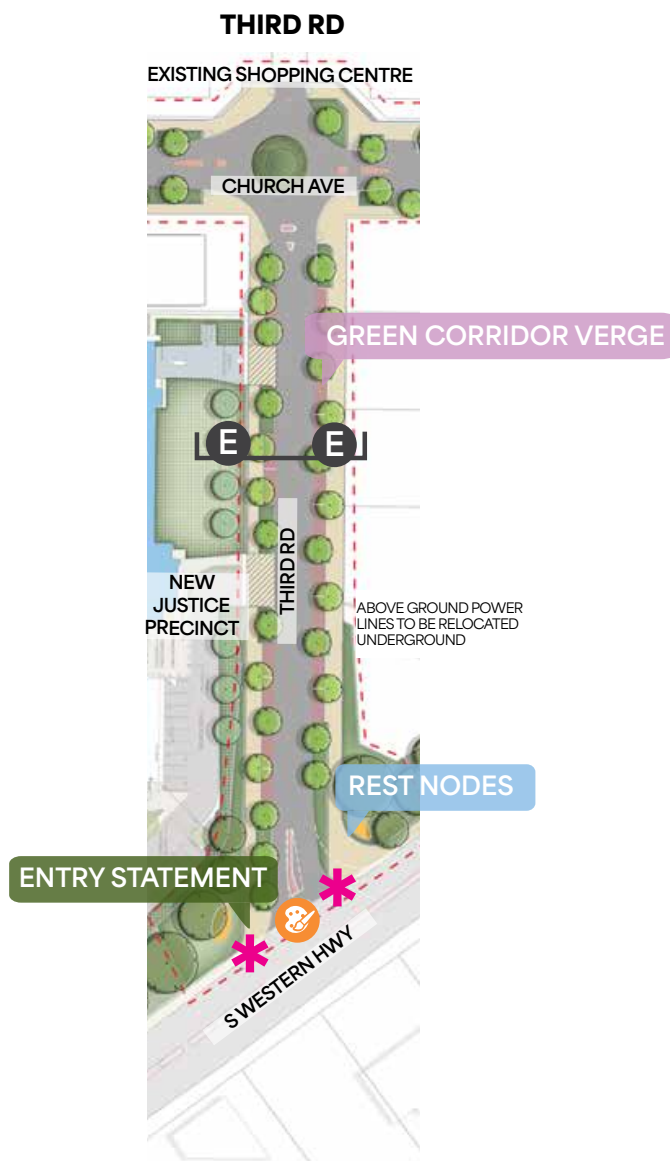 THIRD RD
EXISTING SHOPPING CENTRE
CHURCH AVE
GREEN CORRIDOR VERGE
E E
THIRD RD
NEW
JUSTICE
PRECINCT
ABOVE GROUND POWER
LINES TO BE RELOCATED
UNDERGROUND
REST NODES
ENTRY STATEMENT
S WESTERN HWY